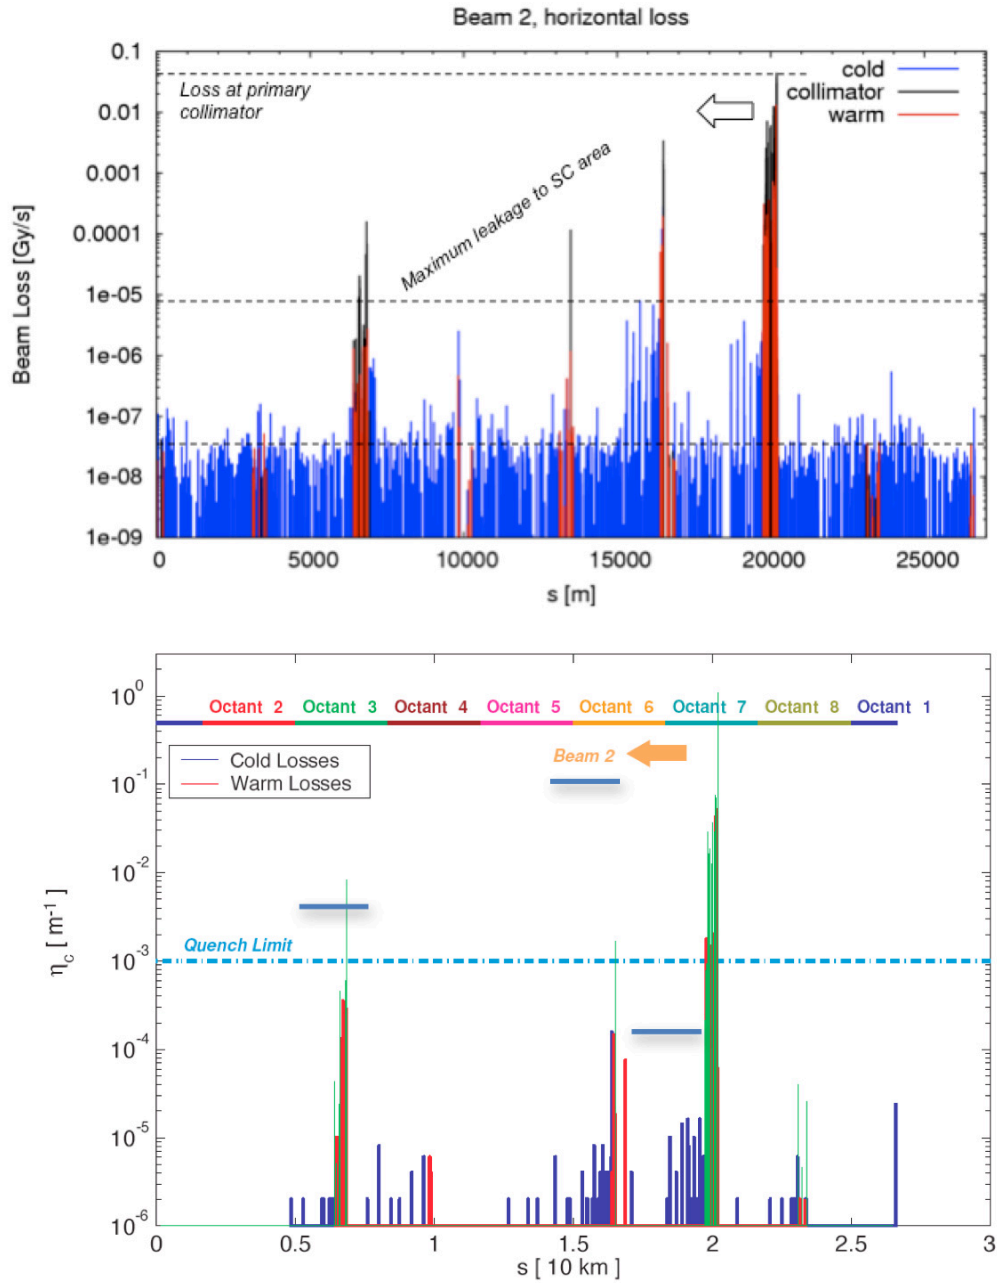 Beam 2, horizontal loss
0.1
0.01
0.001
0.0001
1e-05
1e-06
1e-07
1e-08
1e-09
Beam Loss [Gy/s]
Loss at primary
collimator
Maximum leakage to SC area
cold
collimator
warm
0 5000 10000 15000 20000 25000
s [m]
10⁰
10⁻¹
10⁻²
10⁻³
10⁻⁴
10⁻⁵
10⁻⁶
η_c [ m⁻¹ ]
Octant 2 Octant 3 Octant 4 Octant 5 Octant 6 Octant 7 Octant 8 Octant 1
Cold Losses
Warm Losses
Beam 2
Quench Limit
0 0.5 1 1.5 2 2.5 3
s [ 10 km ]